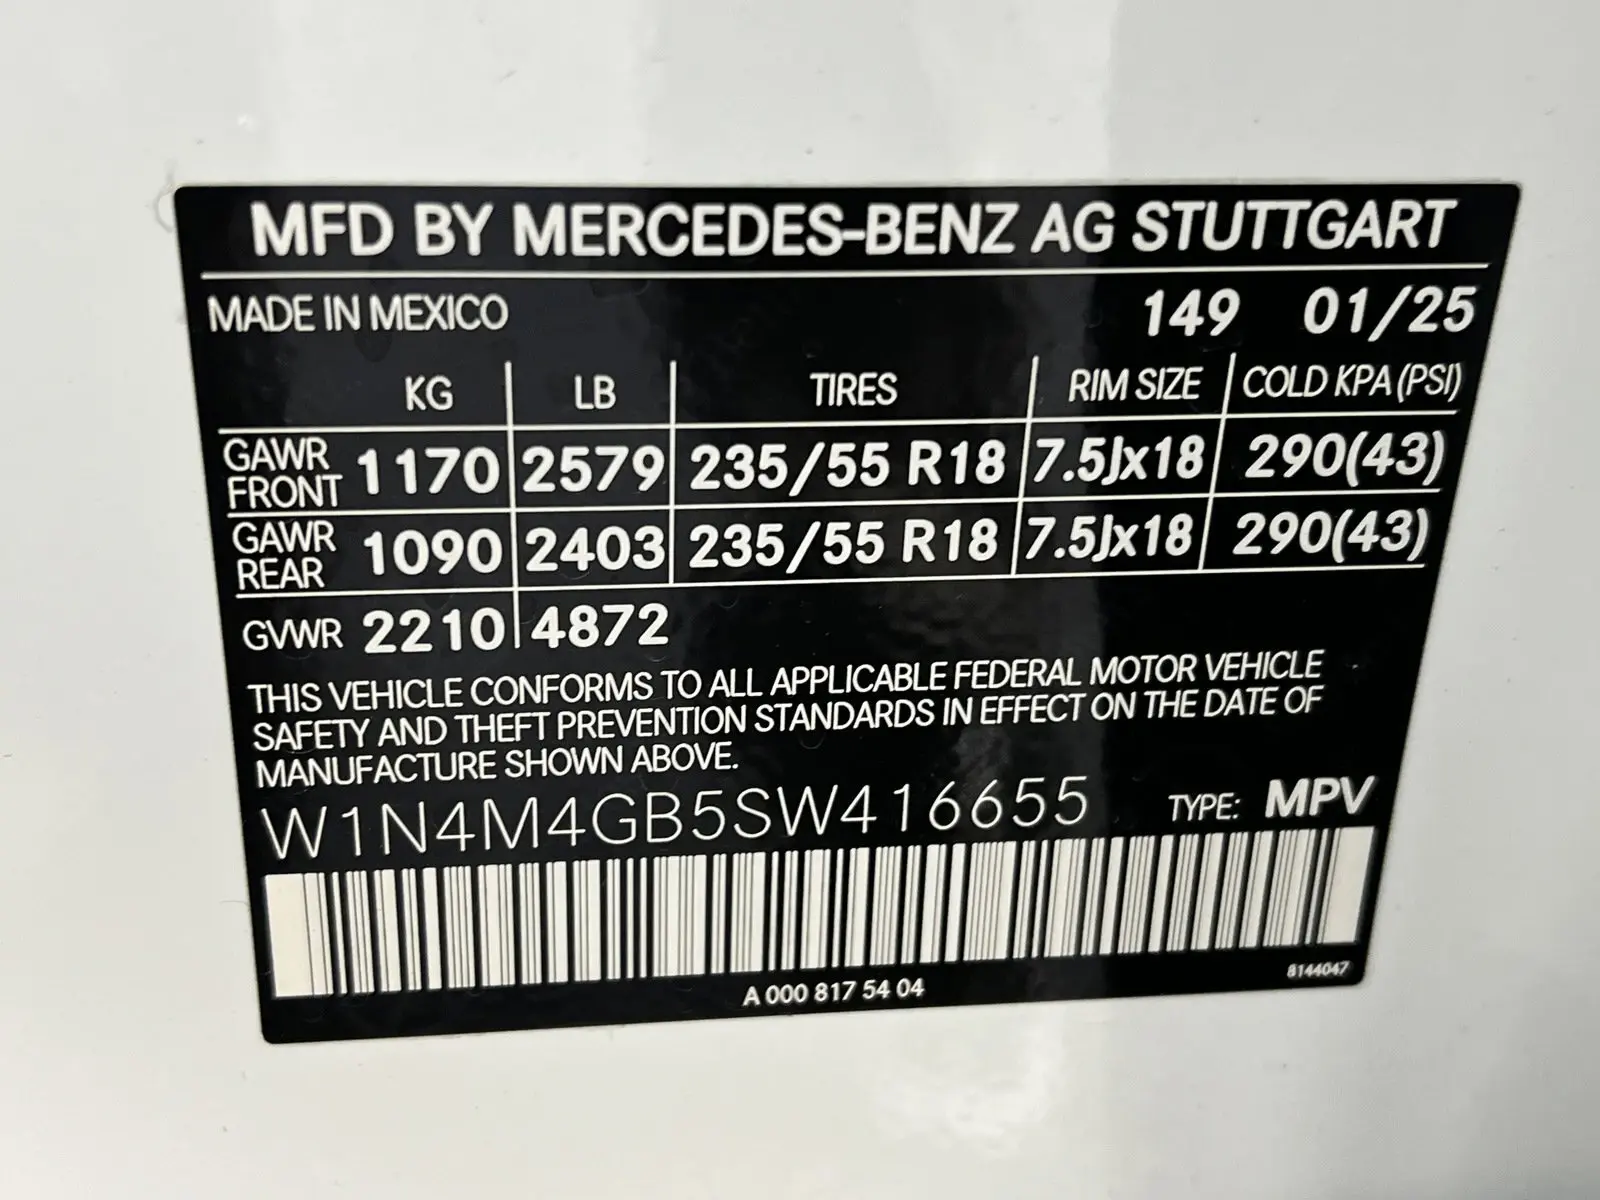 MFD BY MERCEDES-BENZ AG STUTTGART
MADE IN MEXICO 149 01/25
KG LB TIRES RIM SIZE COLD KPA (PSI)
GAWR FRONT 1170 2579 235/55 R18 7.5Jx18 290(43)
GAWR REAR 1090 2403 235/55 R18 7.5Jx18 290(43)
GVWR 2210 4872
THIS VEHICLE CONFORMS TO ALL APPLICABLE FEDERAL MOTOR VEHICLE
SAFETY AND THEFT PREVENTION STANDARDS IN EFFECT ON THE DATE OF
MANUFACTURE SHOWN ABOVE.
W1N4M4GB5SW416655 TYPE: MPV
A 000 817 54 04 8144047